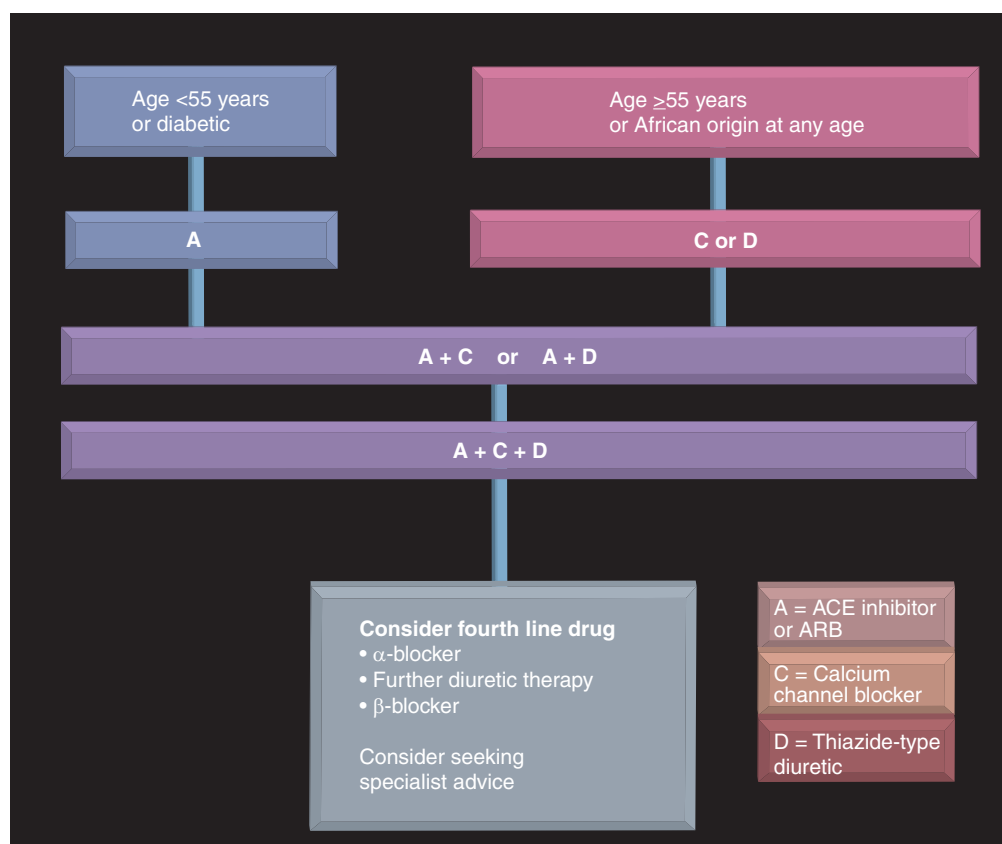 Age <55 years
or diabetic
Age ≥55 years
or African origin at any age
A
C or D
A + C or A + D
A + C + D
Consider fourth line drug
• α-blocker
• Further diuretic therapy
• β-blocker
Consider seeking
specialist advice
A = ACE inhibitor
or ARB
C = Calcium
channel blocker
D = Thiazide-type
diuretic